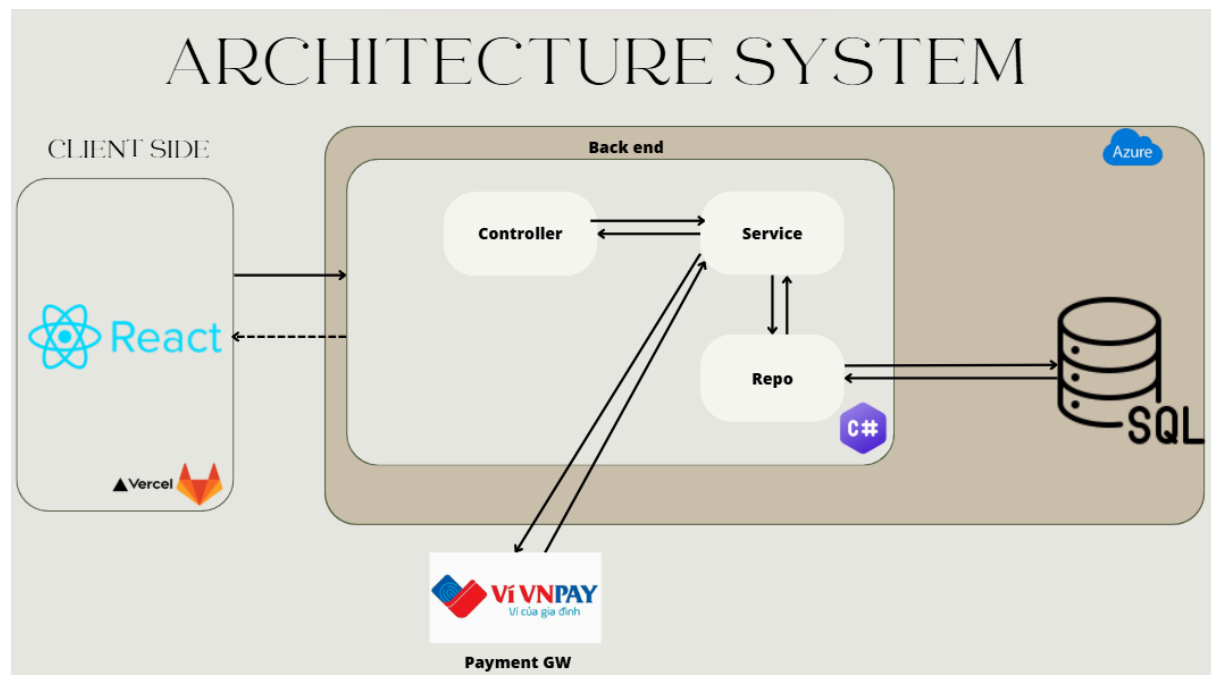 ARCHITECTURE SYSTEM
CLIENT SIDE
Back end
Azure
Controller
Service
React
Repo
C#
SQL
Vercel
Ví VNPAY
Ví của gia đình
Payment GW